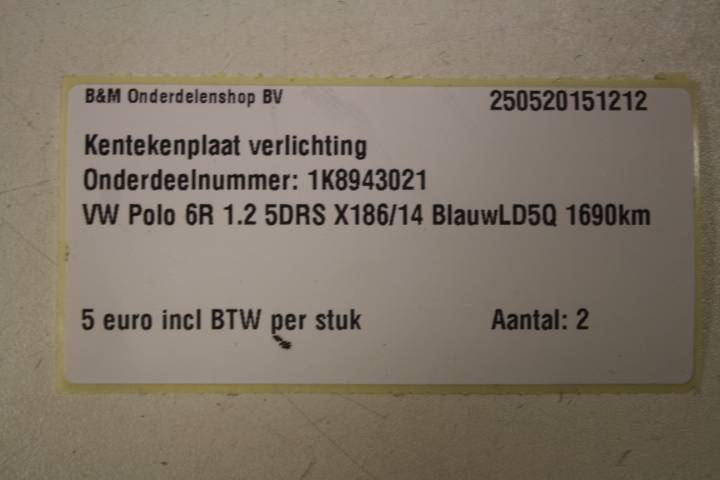 B&M Onderdelenshop BV 250520151212
Kentekenplaat verlichting
Onderdeelnummer: 1K8943021
VW Polo 6R 1.2 5DRS X186/14 BlauwLD5Q 1690km
5 euro incl BTW per stuk Aantal: 2